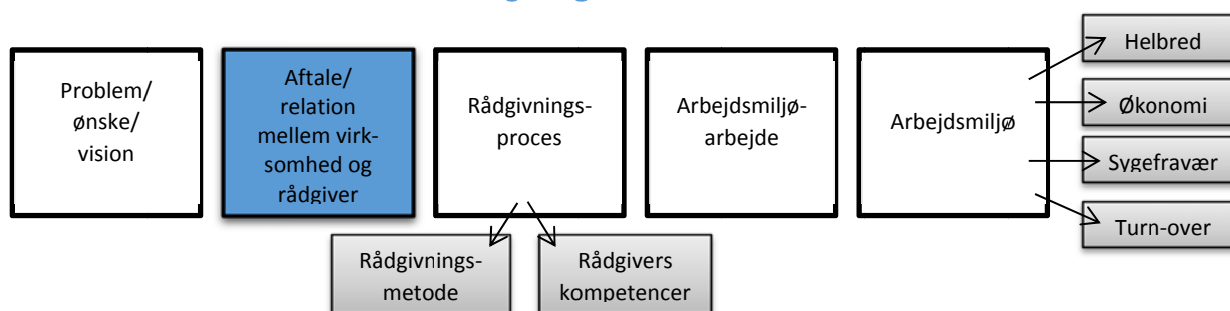 Problem/
ønske/
vision
Aftale/
relation
mellem virk-
somhed og
rådgiver
Rådgivnings-
proces
Arbejdsmiljø-
arbejde
Arbejdsmiljø
Helbred
Økonomi
Sygefravær
Turn-over
Rådgivnings-
metode
Rådgivers
kompetencer